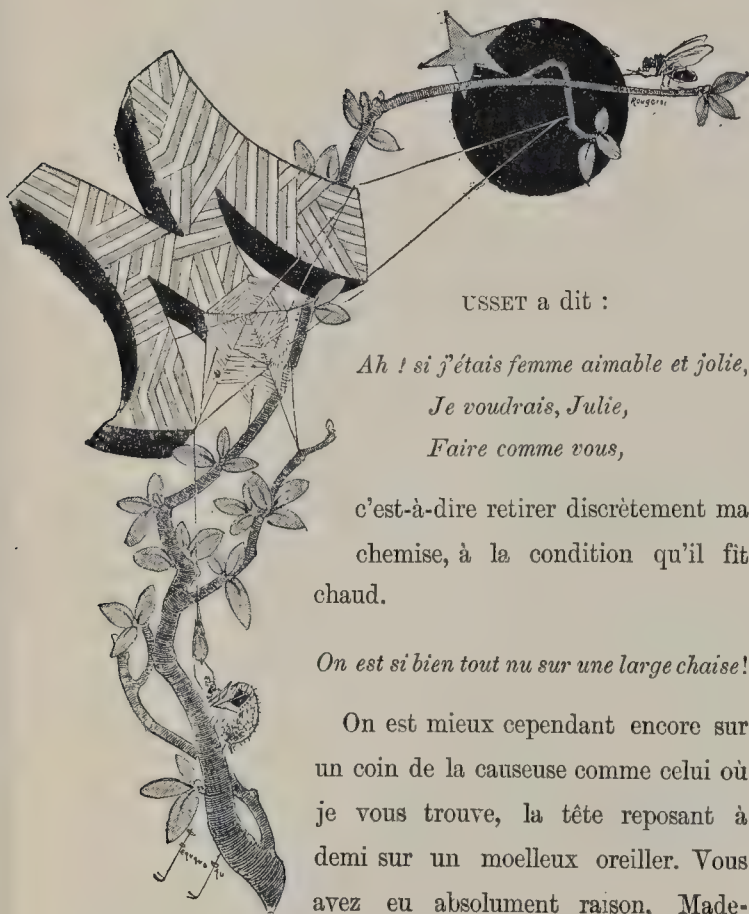 MUSSET a dit :
Ah ! si j'étais femme aimable et jolie,
Je voudrais, Julie,
Faire comme vous,
c'est-à-dire retirer discrètement ma
chemise, à la condition qu'il fit
chaud.
On est si bien tout nu sur une large chaise !
On est mieux cependant encore sur
un coin de la causeuse comme celui où
je vous trouve, la tête reposant à
demi sur un moelleux oreiller. Vous
avez eu absolument raison, Made-